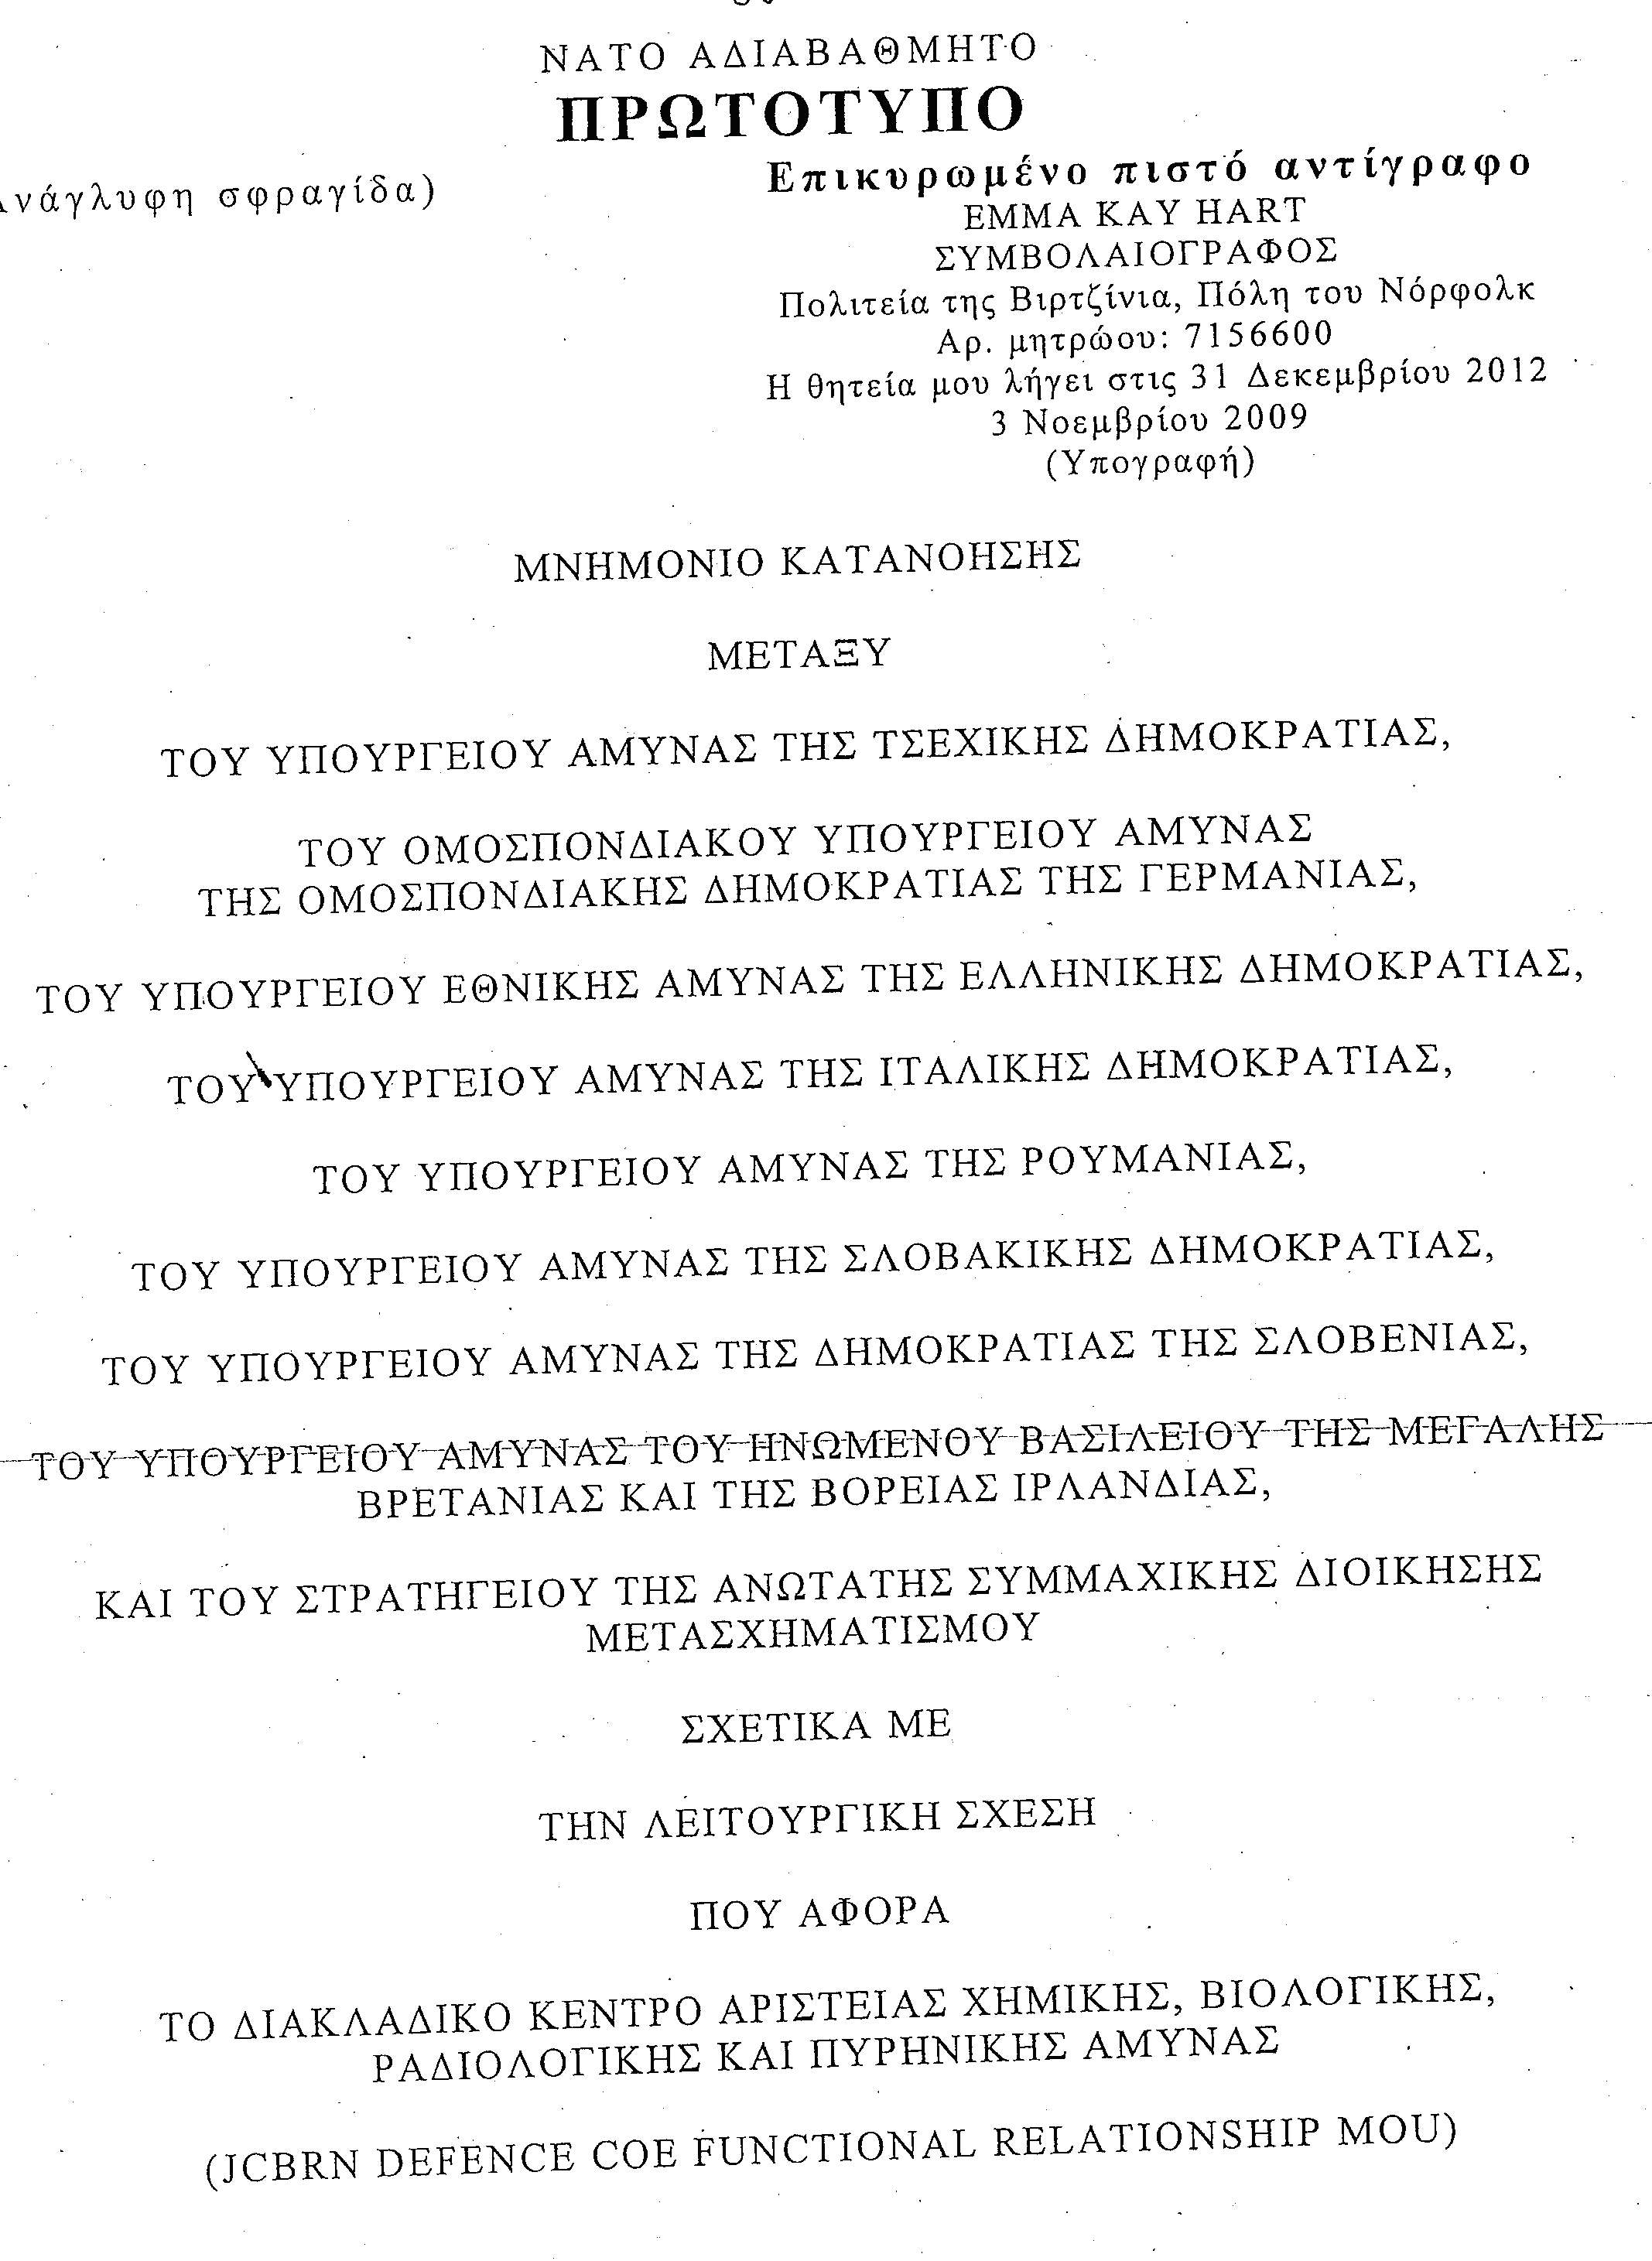 ΝΑΤΟ ΑΔΙΑΒΑΘΜΗΤΟ
ΠΡΩΤΟΤΥΠΟ
Επικυρωμένο πιστό αντίγραφο
νάγλυφη σφραγίδα)
EMMA KAY HART
ΣΥΜΒΟΛΑΙΟΓΡΑΦΟΣ
Πολιτεία της Βιρτζίνια, Πόλη του Νόρφολκ
Αρ. μητρώου: 7156600
Η θητεία μου λήγει στις 31 Δεκεμβρίου 2012
3 Νοεμβρίου 2009
(Υπογραφή)
ΜΝΗΜΟΝΙΟ ΚΑΤΑΝΟΗΣΗΣ
ΜΕΤΑΞΥ
ΤΟΥ ΥΠΟΥΡΓΕΙΟΥ ΑΜΥΝΑΣ ΤΗΣ ΤΣΕΧΙΚΗΣ ΔΗΜΟΚΡΑΤΙΑΣ,
ΤΟΥ ΟΜΟΣΠΟΝΔΙΑΚΟΥ ΥΠΟΥΡΓΕΙΟΥ ΑΜΥΝΑΣ
ΤΗΣ ΟΜΟΣΠΟΝΔΙΑΚΗΣ ΔΗΜΟΚΡΑΤΙΑΣ ΤΗΣ ΓΕΡΜΑΝΙΑΣ,
ΤΟΥ ΥΠΟΥΡΓΕΙΟΥ ΕΘΝΙΚΗΣ ΑΜΥΝΑΣ ΤΗΣ ΕΛΛΗΝΙΚΗΣ ΔΗΜΟΚΡΑΤΙΑΣ,
ΤΟΥ ΥΠΟΥΡΓΕΙΟΥ ΑΜΥΝΑΣ ΤΗΣ ΙΤΑΛΙΚΗΣ ΔΗΜΟΚΡΑΤΙΑΣ,
ΤΟΥ ΥΠΟΥΡΓΕΙΟΥ ΑΜΥΝΑΣ ΤΗΣ ΡΟΥΜΑΝΙΑΣ,
ΤΟΥ ΥΠΟΥΡΓΕΙΟΥ ΑΜΥΝΑΣ ΤΗΣ ΣΛΟΒΑΚΙΚΗΣ ΔΗΜΟΚΡΑΤΙΑΣ,
ΤΟΥ ΥΠΟΥΡΓΕΙΟΥ ΑΜΥΝΑΣ ΤΗΣ ΔΗΜΟΚΡΑΤΙΑΣ ΤΗΣ ΣΛΟΒΕΝΙΑΣ,
ΤΟΥ ΥΠΟΥΡΓΕΙΟΥ ΑΜΥΝΑΣ ΤΟΥ ΗΝΩΜΕΝΟΥ ΒΑΣΙΛΕΙΟΥ ΤΗΣ ΜΕΓΑΛΗΣ
ΒΡΕΤΑΝΙΑΣ ΚΑΙ ΤΗΣ ΒΟΡΕΙΑΣ ΙΡΛΑΝΔΙΑΣ,
ΚΑΙ ΤΟΥ ΣΤΡΑΤΗΓΕΙΟΥ ΤΗΣ ΑΝΩΤΑΤΗΣ ΣΥΜΜΑΧΙΚΗΣ ΔΙΟΙΚΗΣΗΣ
ΜΕΤΑΣΧΗΜΑΤΙΣΜΟΥ
ΣΧΕΤΙΚΑ ΜΕ
ΤΗΝ ΛΕΙΤΟΥΡΓΙΚΗ ΣΧΕΣΗ
ΠΟΥ ΑΦΟΡΑ
ΤΟ ΔΙΑΚΛΑΔΙΚΟ ΚΕΝΤΡΟ ΑΡΙΣΤΕΙΑΣ ΧΗΜΙΚΗΣ, ΒΙΟΛΟΓΙΚΗΣ,
ΡΑΔΙΟΛΟΓΙΚΗΣ ΚΑΙ ΠΥΡΗΝΙΚΗΣ ΑΜΥΝΑΣ
(JCBRN DEFENCE COE FUNCTIONAL RELATIONSHIP MOU)